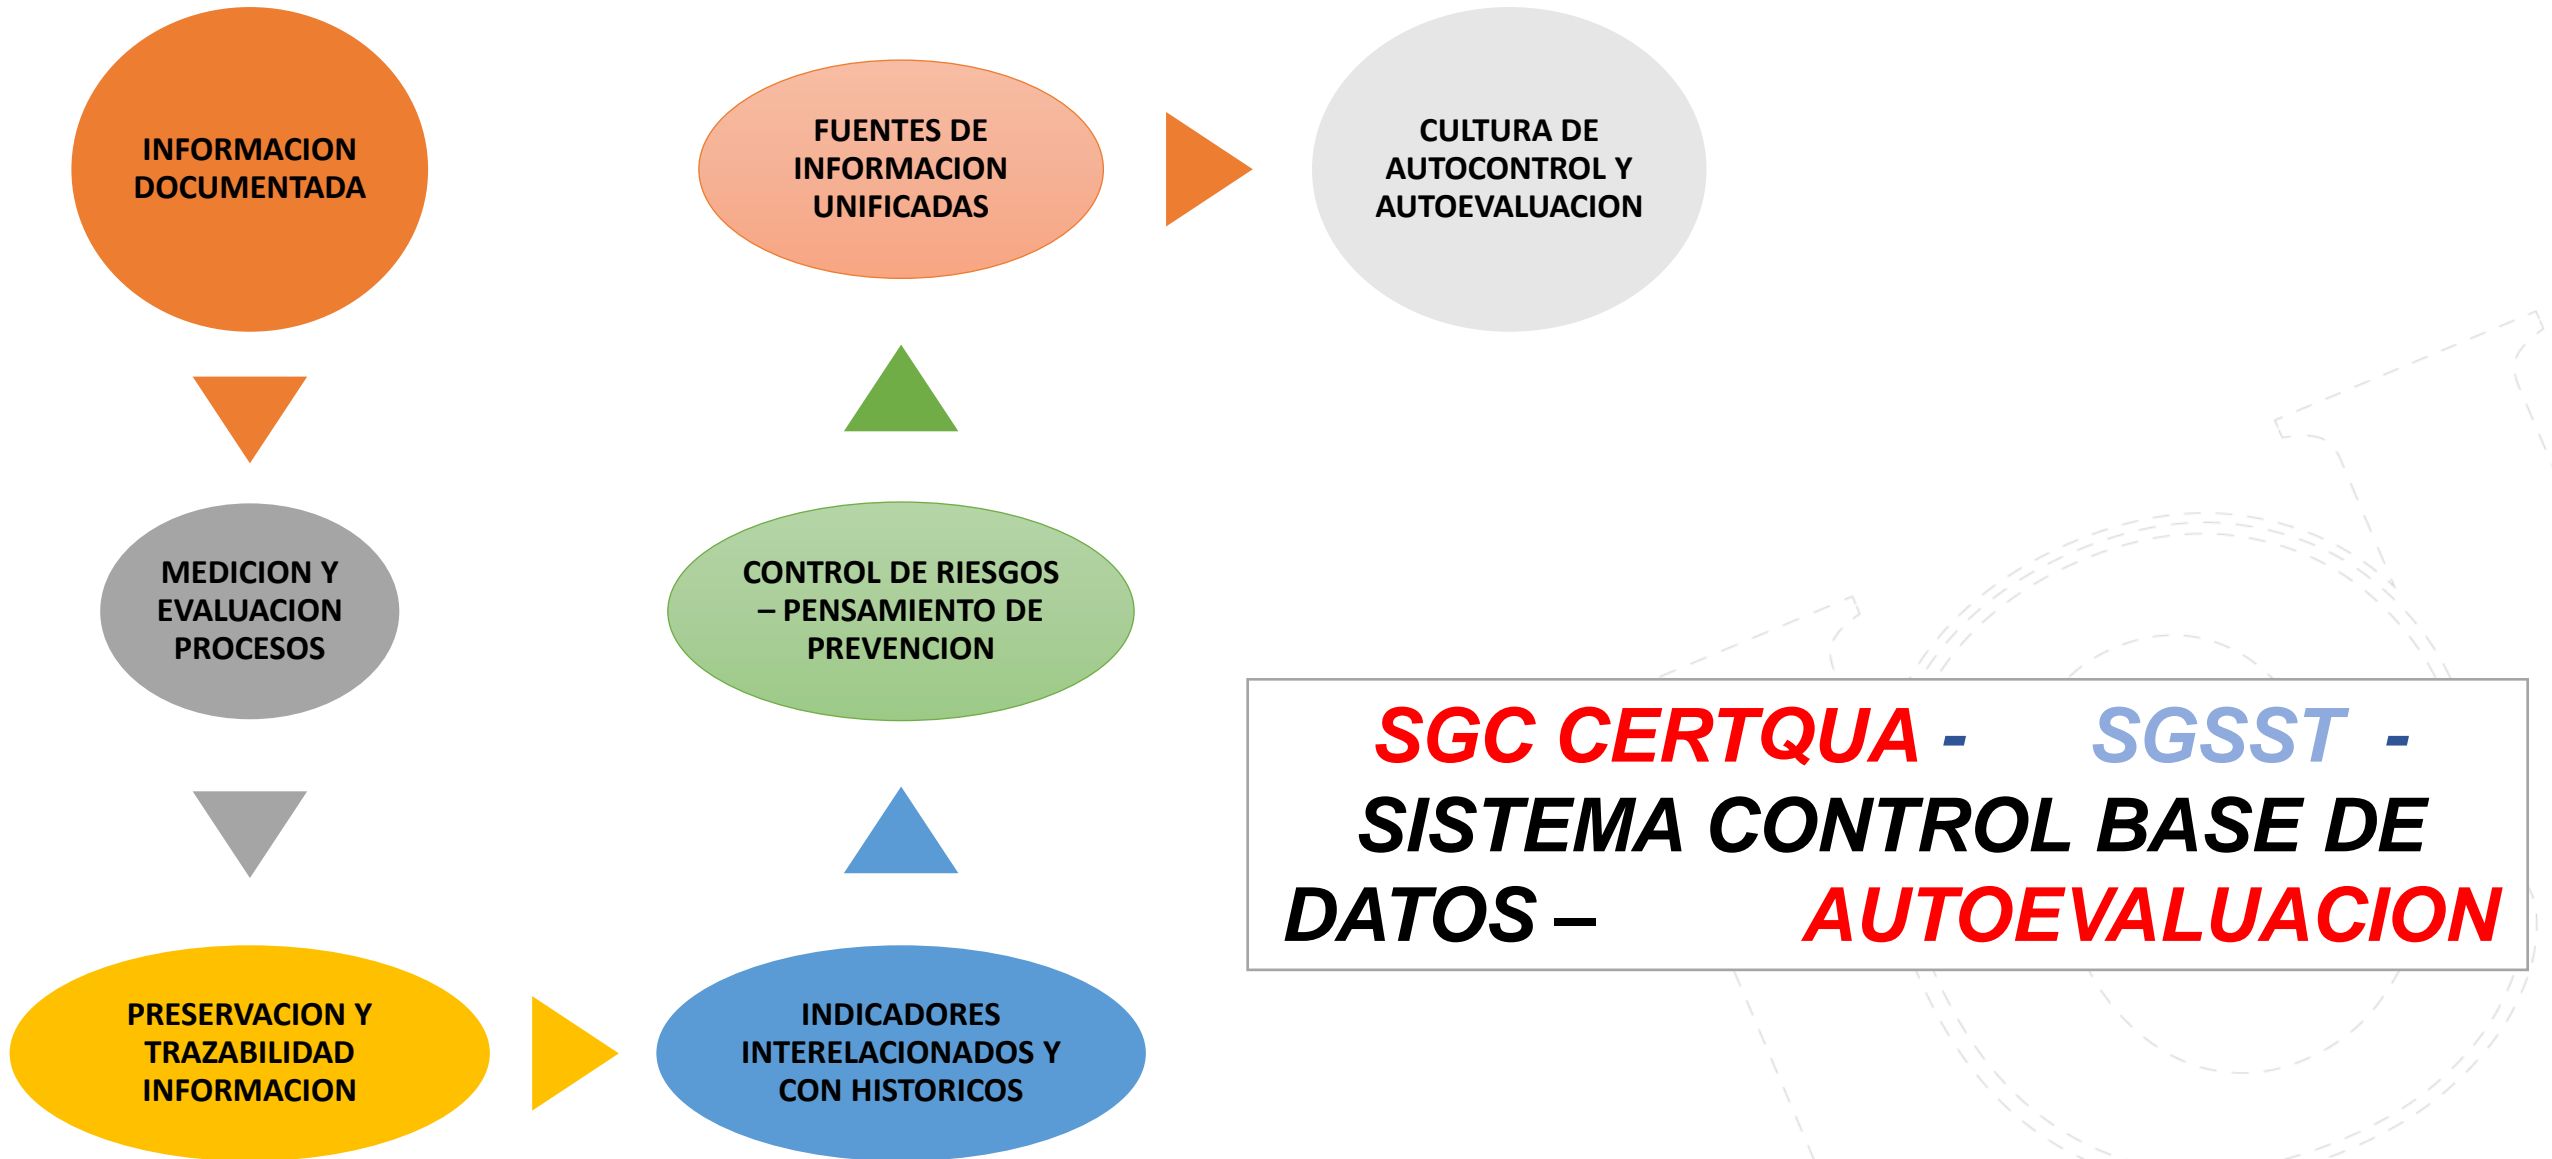 INFORMACION
DOCUMENTADA
MEDICION Y
EVALUACION
PROCESOS
PRESERVACION Y
TRAZABILIDAD
INFORMACION
INDICADORES
INTERELACIONADOS Y
CON HISTORICOS
CONTROL DE RIESGOS
– PENSAMIENTO DE
PREVENCION
FUENTES DE
INFORMACION
UNIFICADAS
CULTURA DE
AUTOCONTROL Y
AUTOEVALUACION
SGC CERTQUA - SGSST -
SISTEMA CONTROL BASE DE
DATOS – AUTOEVALUACION